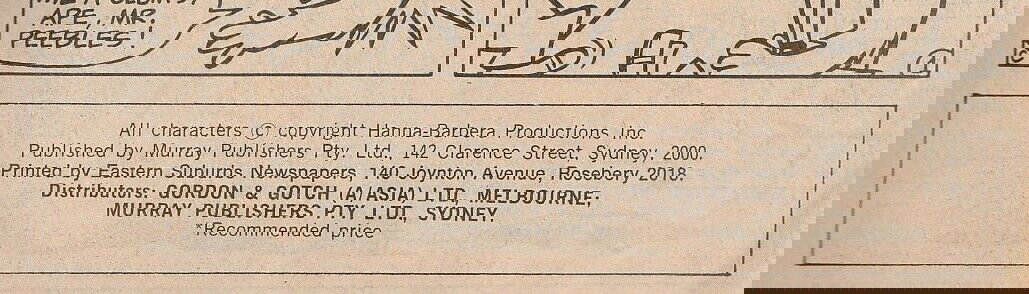 APE, MR.
PEEBLES.
All characters © copyright Hanna-Barbera Productions Inc
Published by Murray Publishers Pty. Ltd., 142 Clarence Street, Sydney, 2000.
Printed by Eastern Suburbs Newspapers, 140 Joynton Avenue, Rosebery 2018.
Distributors: GORDON & GOTCH (A/ASIA) LTD., MELBOURNE,
MURRAY PUBLISHERS PTY. LTD., SYDNEY.
*Recommended price